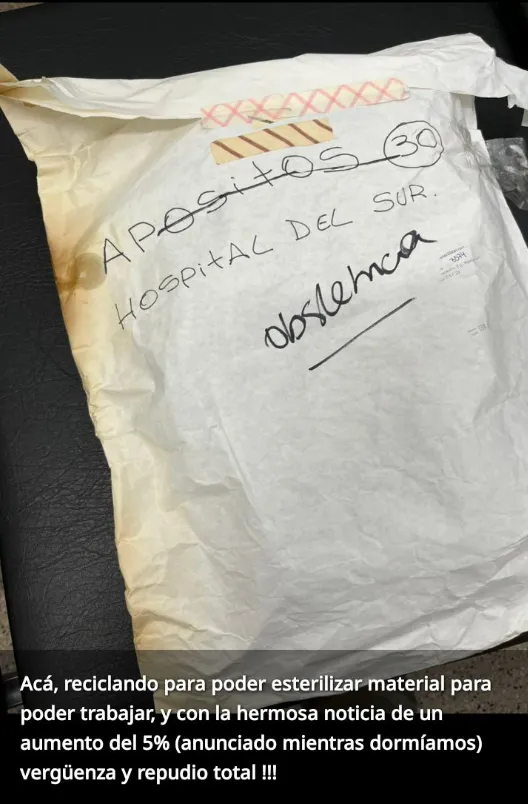 APOSITOS 30
HOSPITAL DEL SUR.
obstetricia
Acá, reciclando para poder esterilizar material para
poder trabajar, y con la hermosa noticia de un
aumento del 5% (anunciado mientras dormíamos)
vergüenza y repudio total !!!